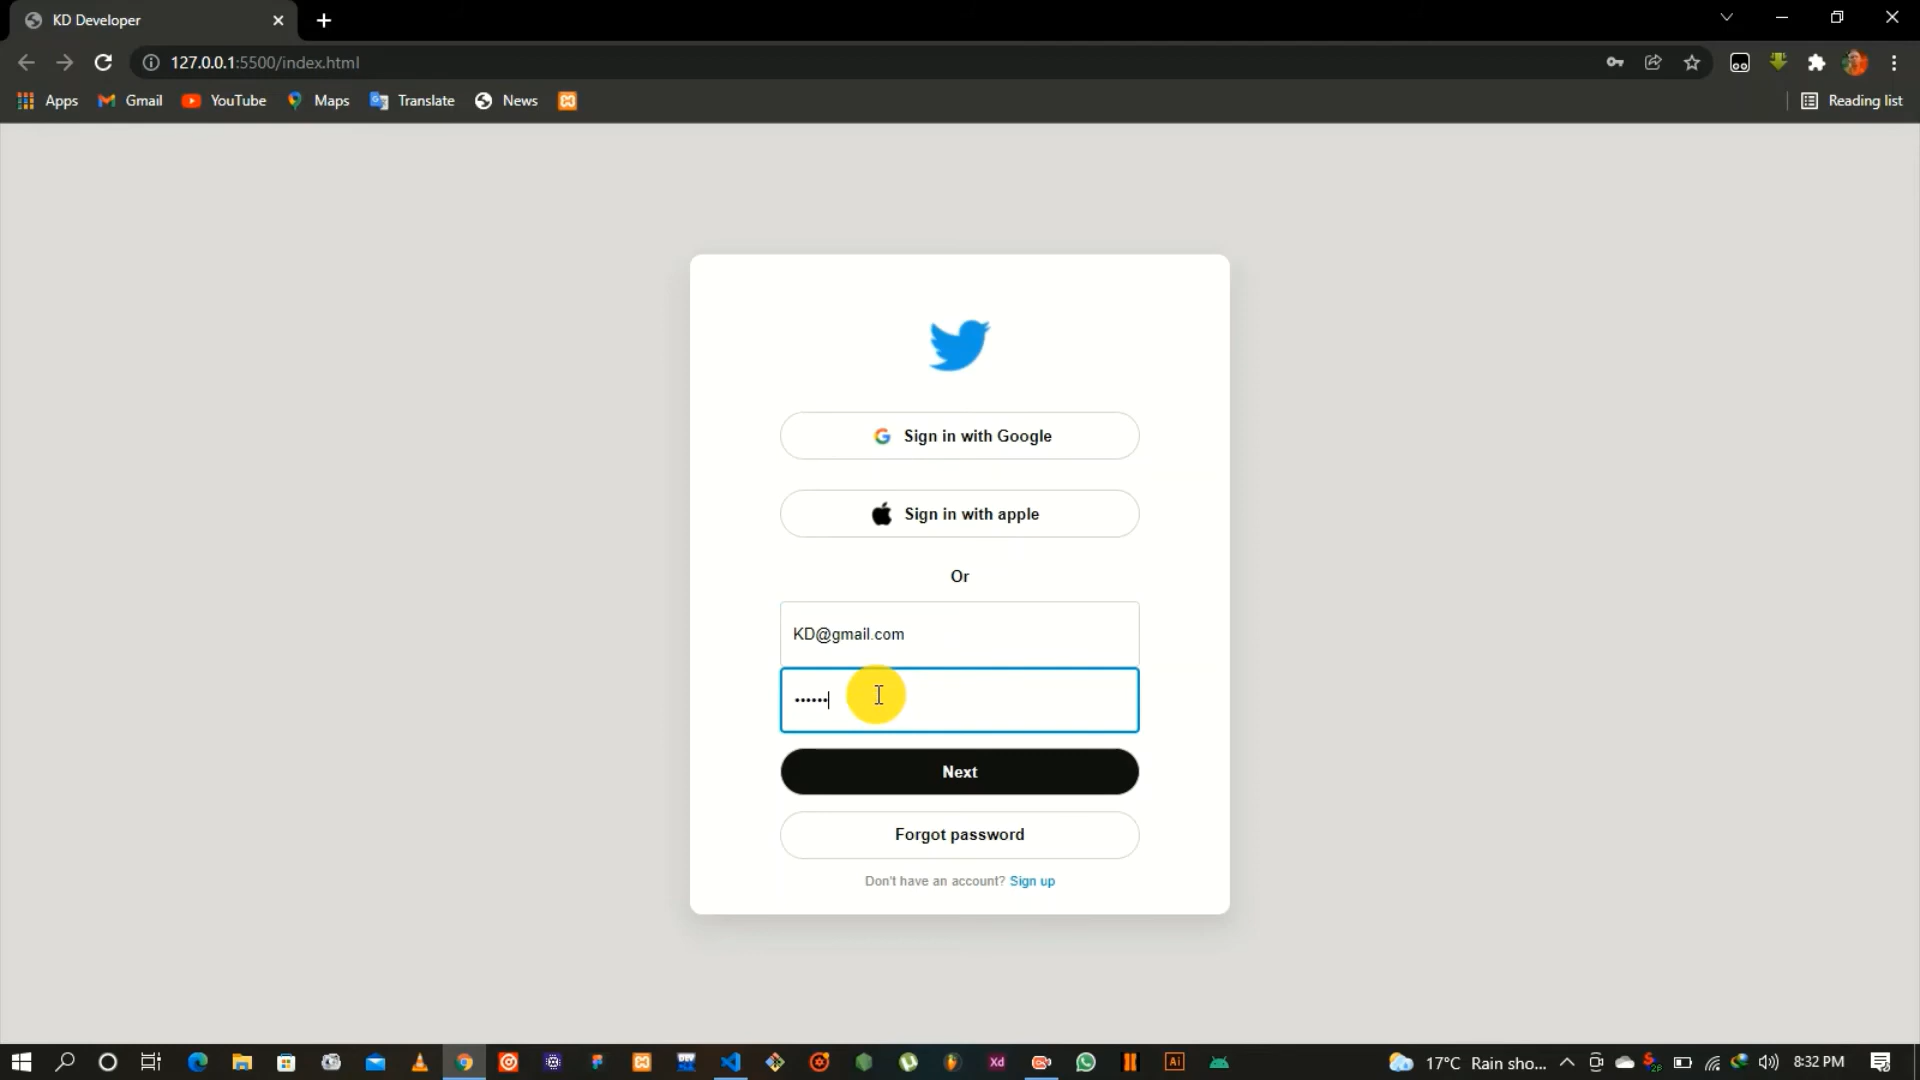 KD Developer
127.0.0.1:5500/index.html
Apps Gmail YouTube Maps Translate News Reading list
Sign in with Google
Sign in with apple
Or
KD@gmail.com
••••••
Next
Forgot password
Don't have an account? Sign up
17°C Rain sho... 8:32 PM